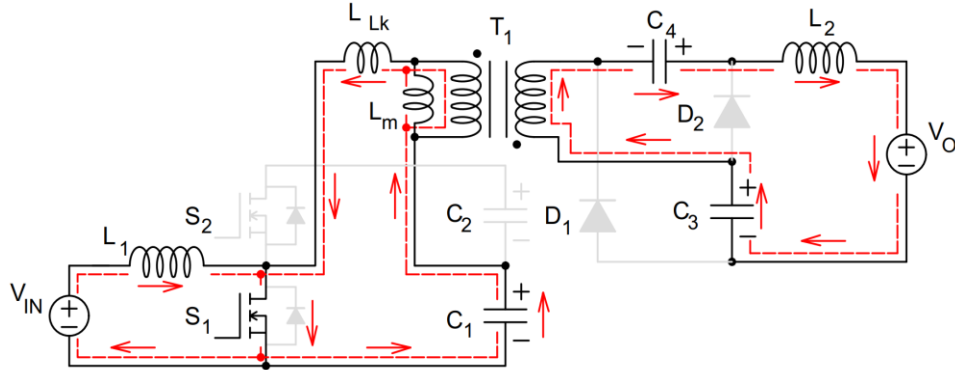 L Lk
T1
C4
L2
− +
Lm
D2
VO
S2
C2
+
−
D1
C3
+
−
L1
VIN
+
−
S1
C1
+
−
+
−